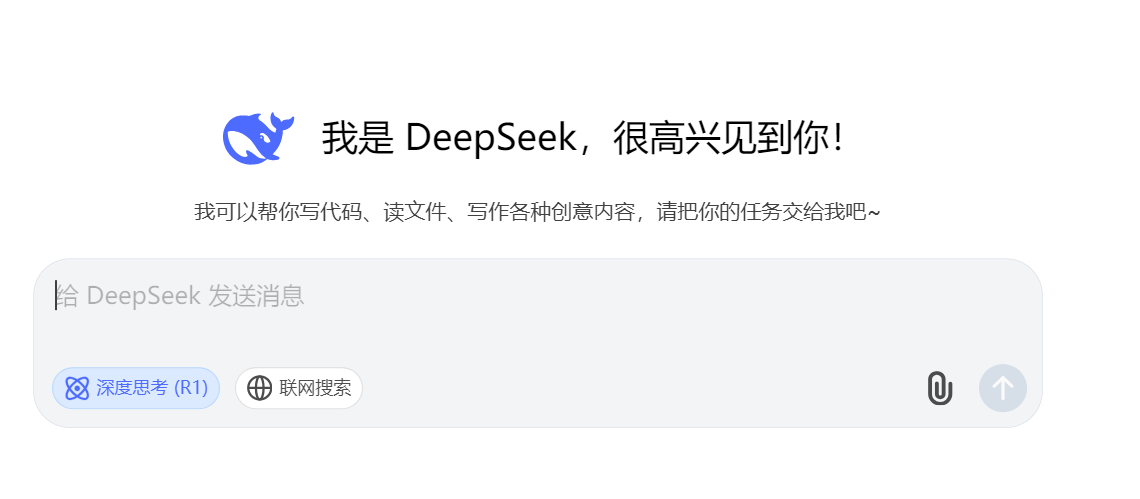 我是 DeepSeek，很高兴见到你！
我可以帮你写代码、读文件、写作各种创意内容，请把你的任务交给我吧~
给 DeepSeek 发送消息
深度思考 (R1) 联网搜索